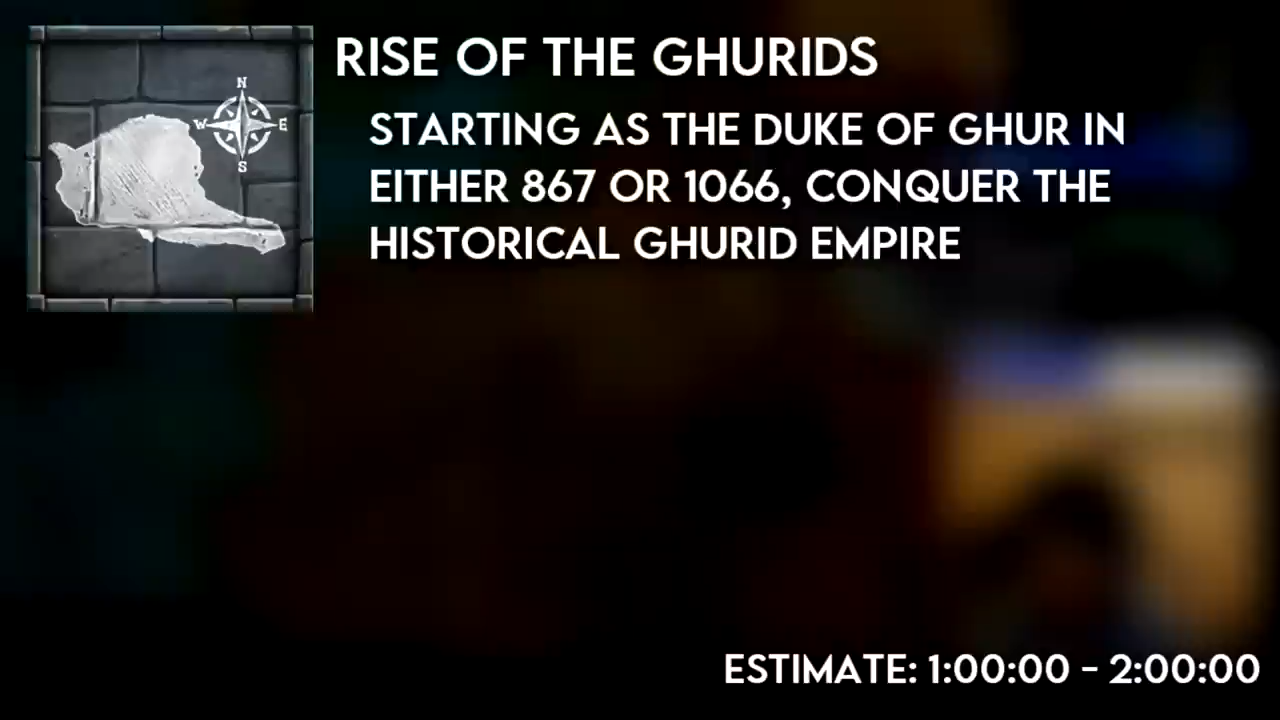 RISE OF THE GHURIDS
STARTING AS THE DUKE OF GHUR IN
EITHER 867 OR 1066, CONQUER THE
HISTORICAL GHURID EMPIRE
N
W E
S
ESTIMATE: 1:00:00 - 2:00:00